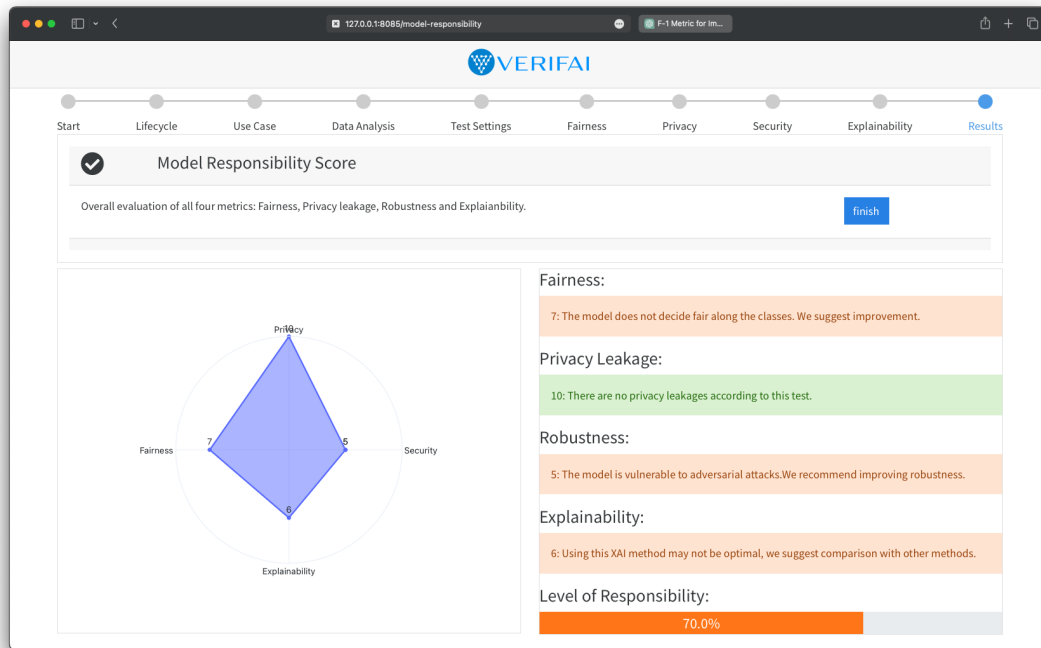 127.0.0.1:8085/model-responsibility
F-1 Metric for Im...
VERIFAI
Start
Lifecycle
Use Case
Data Analysis
Test Settings
Fairness
Privacy
Security
Explainability
Results
Model Responsibility Score
Overall evaluation of all four metrics: Fairness, Privacy leakage, Robustness and Explaianbility.
finish
Privacy
10
Fairness
7
5
Security
6
Explainability
Fairness:
7: The model does not decide fair along the classes. We suggest improvement.
Privacy Leakage:
10: There are no privacy leakages according to this test.
Robustness:
5: The model is vulnerable to adversarial attacks.We recommend improving robustness.
Explainability:
6: Using this XAI method may not be optimal, we suggest comparison with other methods.
Level of Responsibility:
70.0%